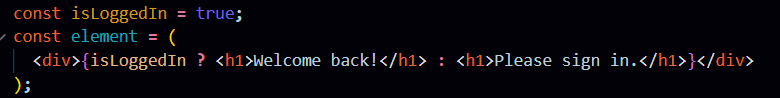 const isLoggedIn = true;
const element = (
  <div>{isLoggedIn ? <h1>Welcome back!</h1> : <h1>Please sign in.</h1>}</div>
);